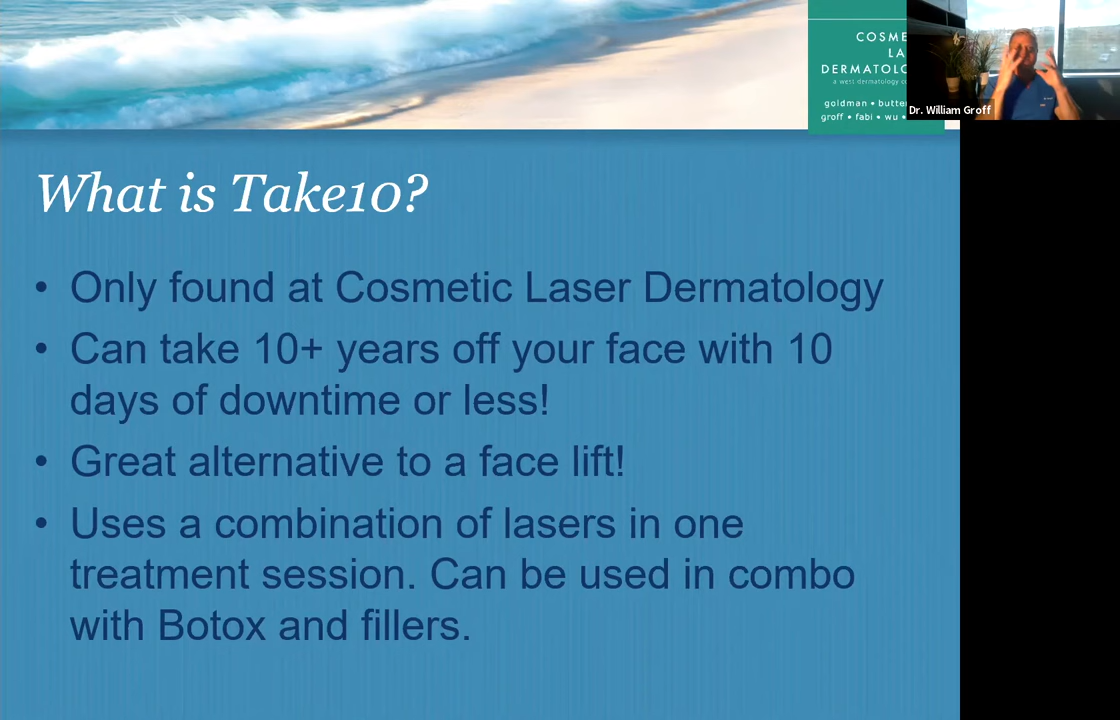 COSME
LA
DERMATOLO
a west dermatology co
goldman • butte
groff • fabi • wu •
Dr. William Groff
What is Take10?
• Only found at Cosmetic Laser Dermatology
• Can take 10+ years off your face with 10
days of downtime or less!
• Great alternative to a face lift!
• Uses a combination of lasers in one
treatment session. Can be used in combo
with Botox and fillers.